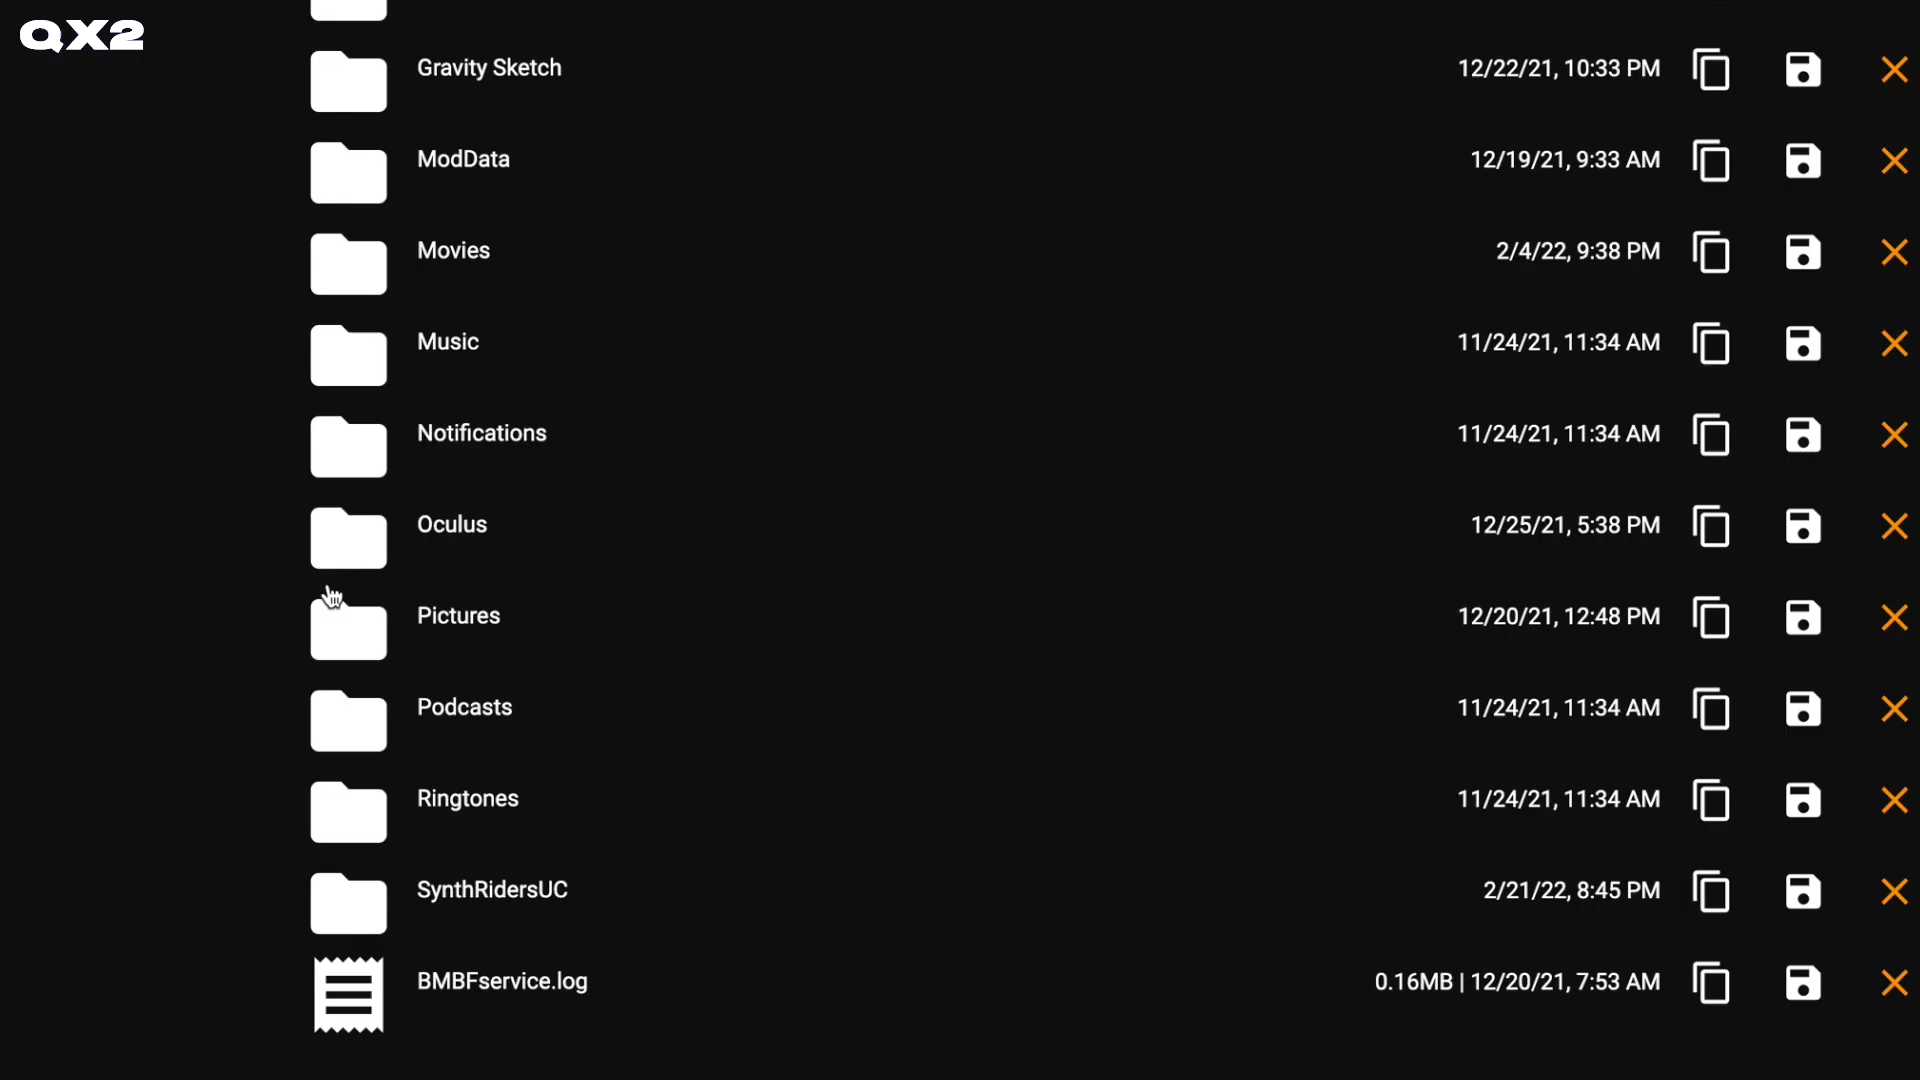 QX2
Gravity Sketch 12/22/21, 10:33 PM
ModData 12/19/21, 9:33 AM
Movies 2/4/22, 9:38 PM
Music 11/24/21, 11:34 AM
Notifications 11/24/21, 11:34 AM
Oculus 12/25/21, 5:38 PM
Pictures 12/20/21, 12:48 PM
Podcasts 11/24/21, 11:34 AM
Ringtones 11/24/21, 11:34 AM
SynthRidersUC 2/21/22, 8:45 PM
BMBFservice.log 0.16MB | 12/20/21, 7:53 AM